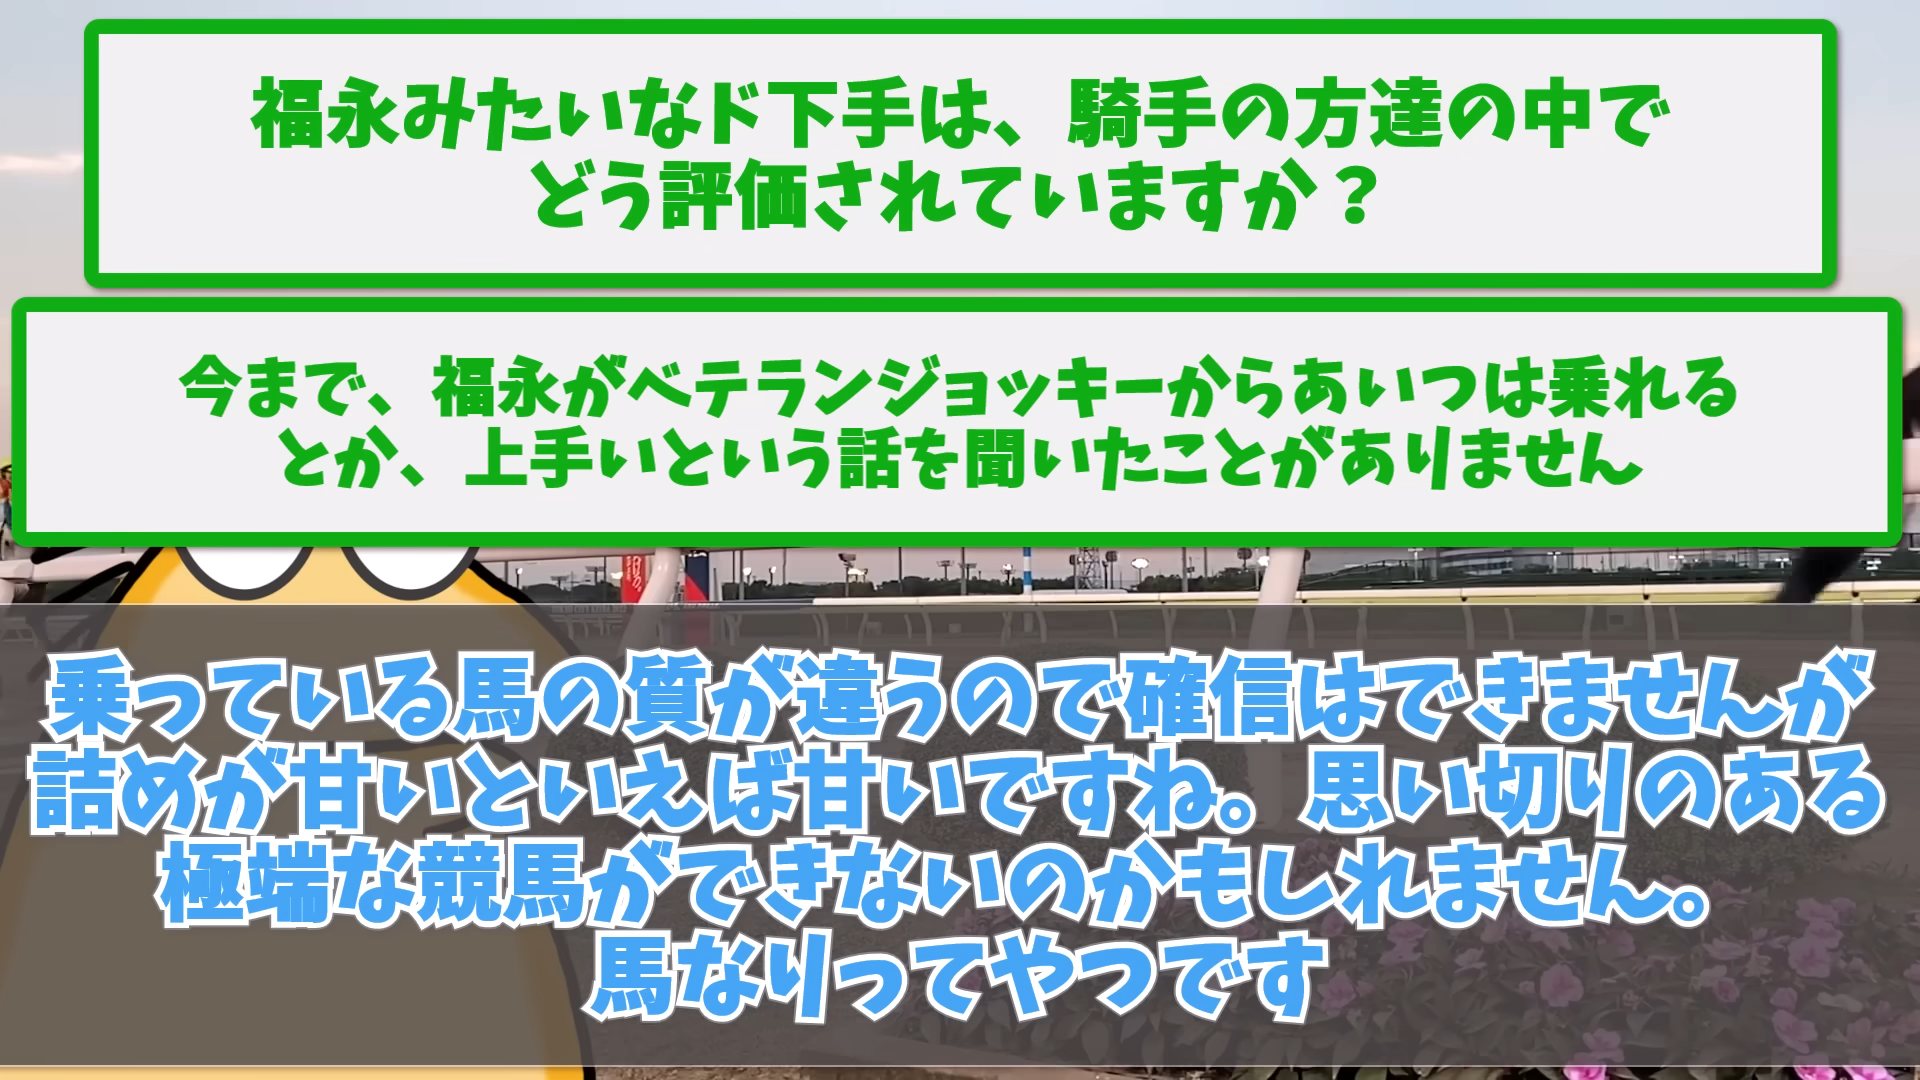 福永みたいなド下手は、騎手の方達の中で
どう評価されていますか？
今まで、福永がベテランジョッキーからあいつは乗れる
とか、上手いという話を聞いたことがありません
乗っている馬の質が違うので確信はできませんが
詰めが甘いといえば甘いですね。思い切りのある
極端な競馬ができないのかもしれません。
馬なりってやつです